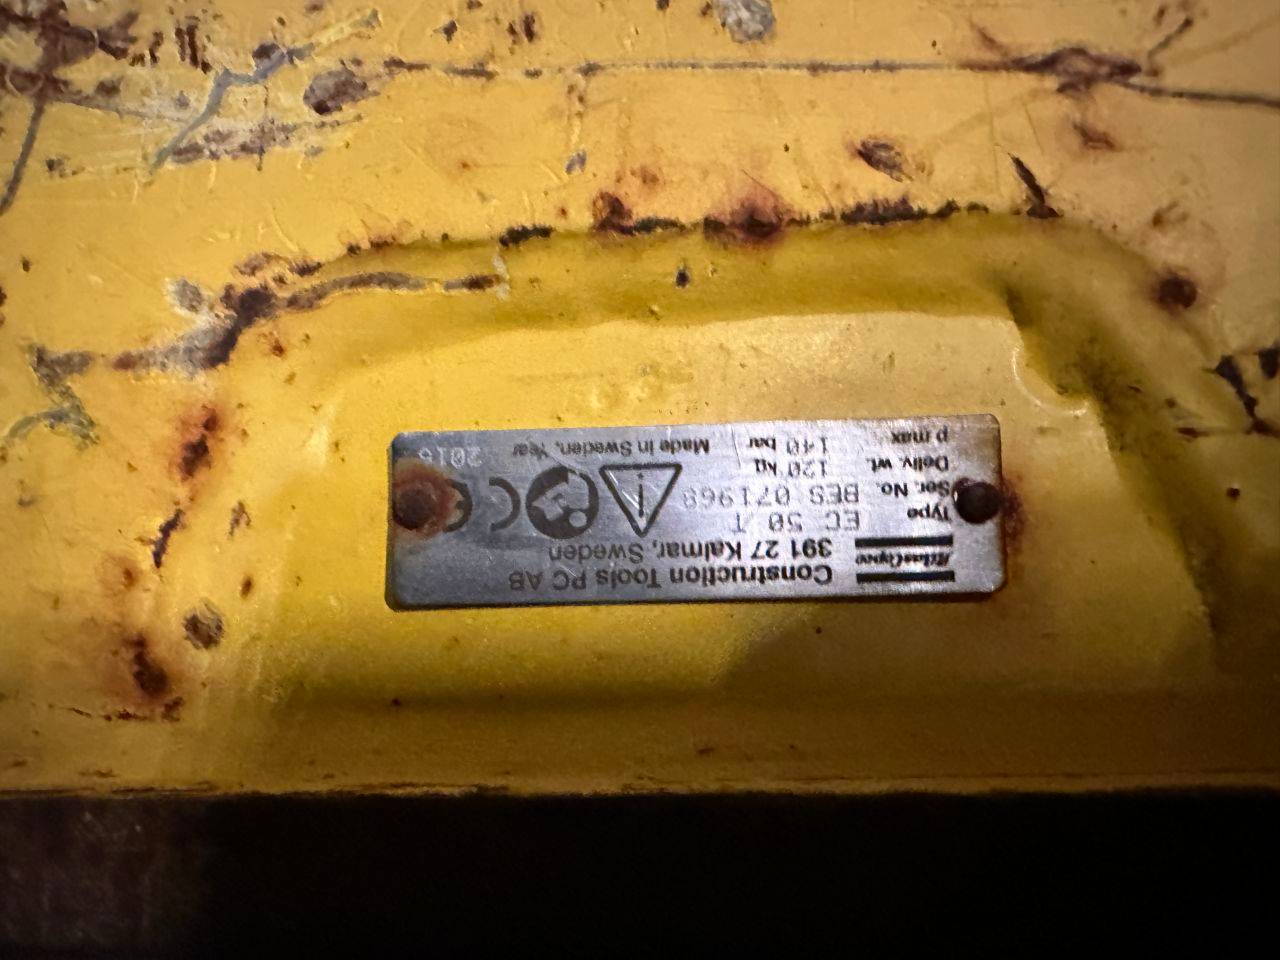 Atlas Copco
Construction Tools PC AB
391 27 Kalmar, Sweden
Type EC 50 T
Ser. No. BES 071968
Deliv. wt. 120 kg
p max 140 bar
Made in Sweden, Year 2016
CE